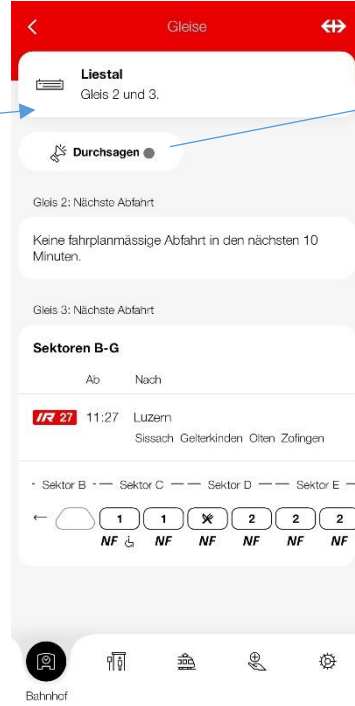 Gleise
Liestal
Gleis 2 und 3.
Durchsagen
Gleis 2: Nächste Abfahrt
Keine fahrplanmässige Abfahrt in den nächsten 10
Minuten.
Gleis 3: Nächste Abfahrt
Sektoren B-G
Ab Nach
IR 27 11:27 Luzern
Sissach Gelterkinden Olten Zofingen
Sektor B Sektor C Sektor D Sektor E
1 1 2 2 2
NF NF NF NF NF NF
Bahnhof